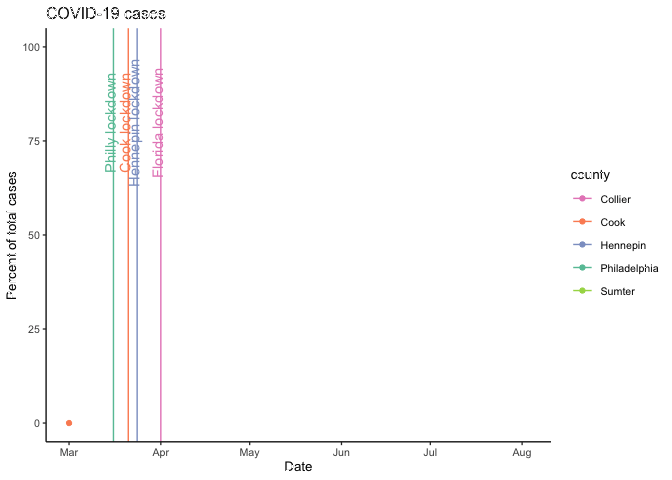 COVID-19 cases
100
75
50
25
0
Percent of total cases
Philly lockdown
Cook lockdown
Hennepin lockdown
Florida lockdown
Mar
Apr
May
Jun
Jul
Aug
Date
county
Collier
Cook
Hennepin
Philadelphia
Sumter